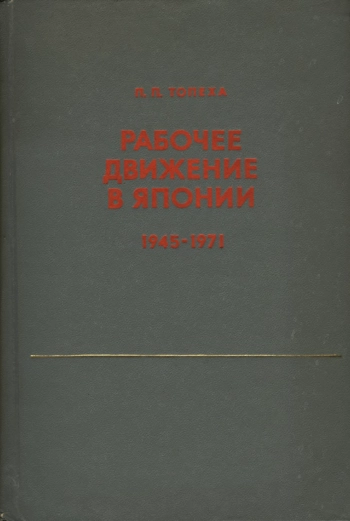 П. П. ТОПЕХА
РАБОЧЕЕ
ДВИЖЕНИЕ
В ЯПОНИИ
1945-1971